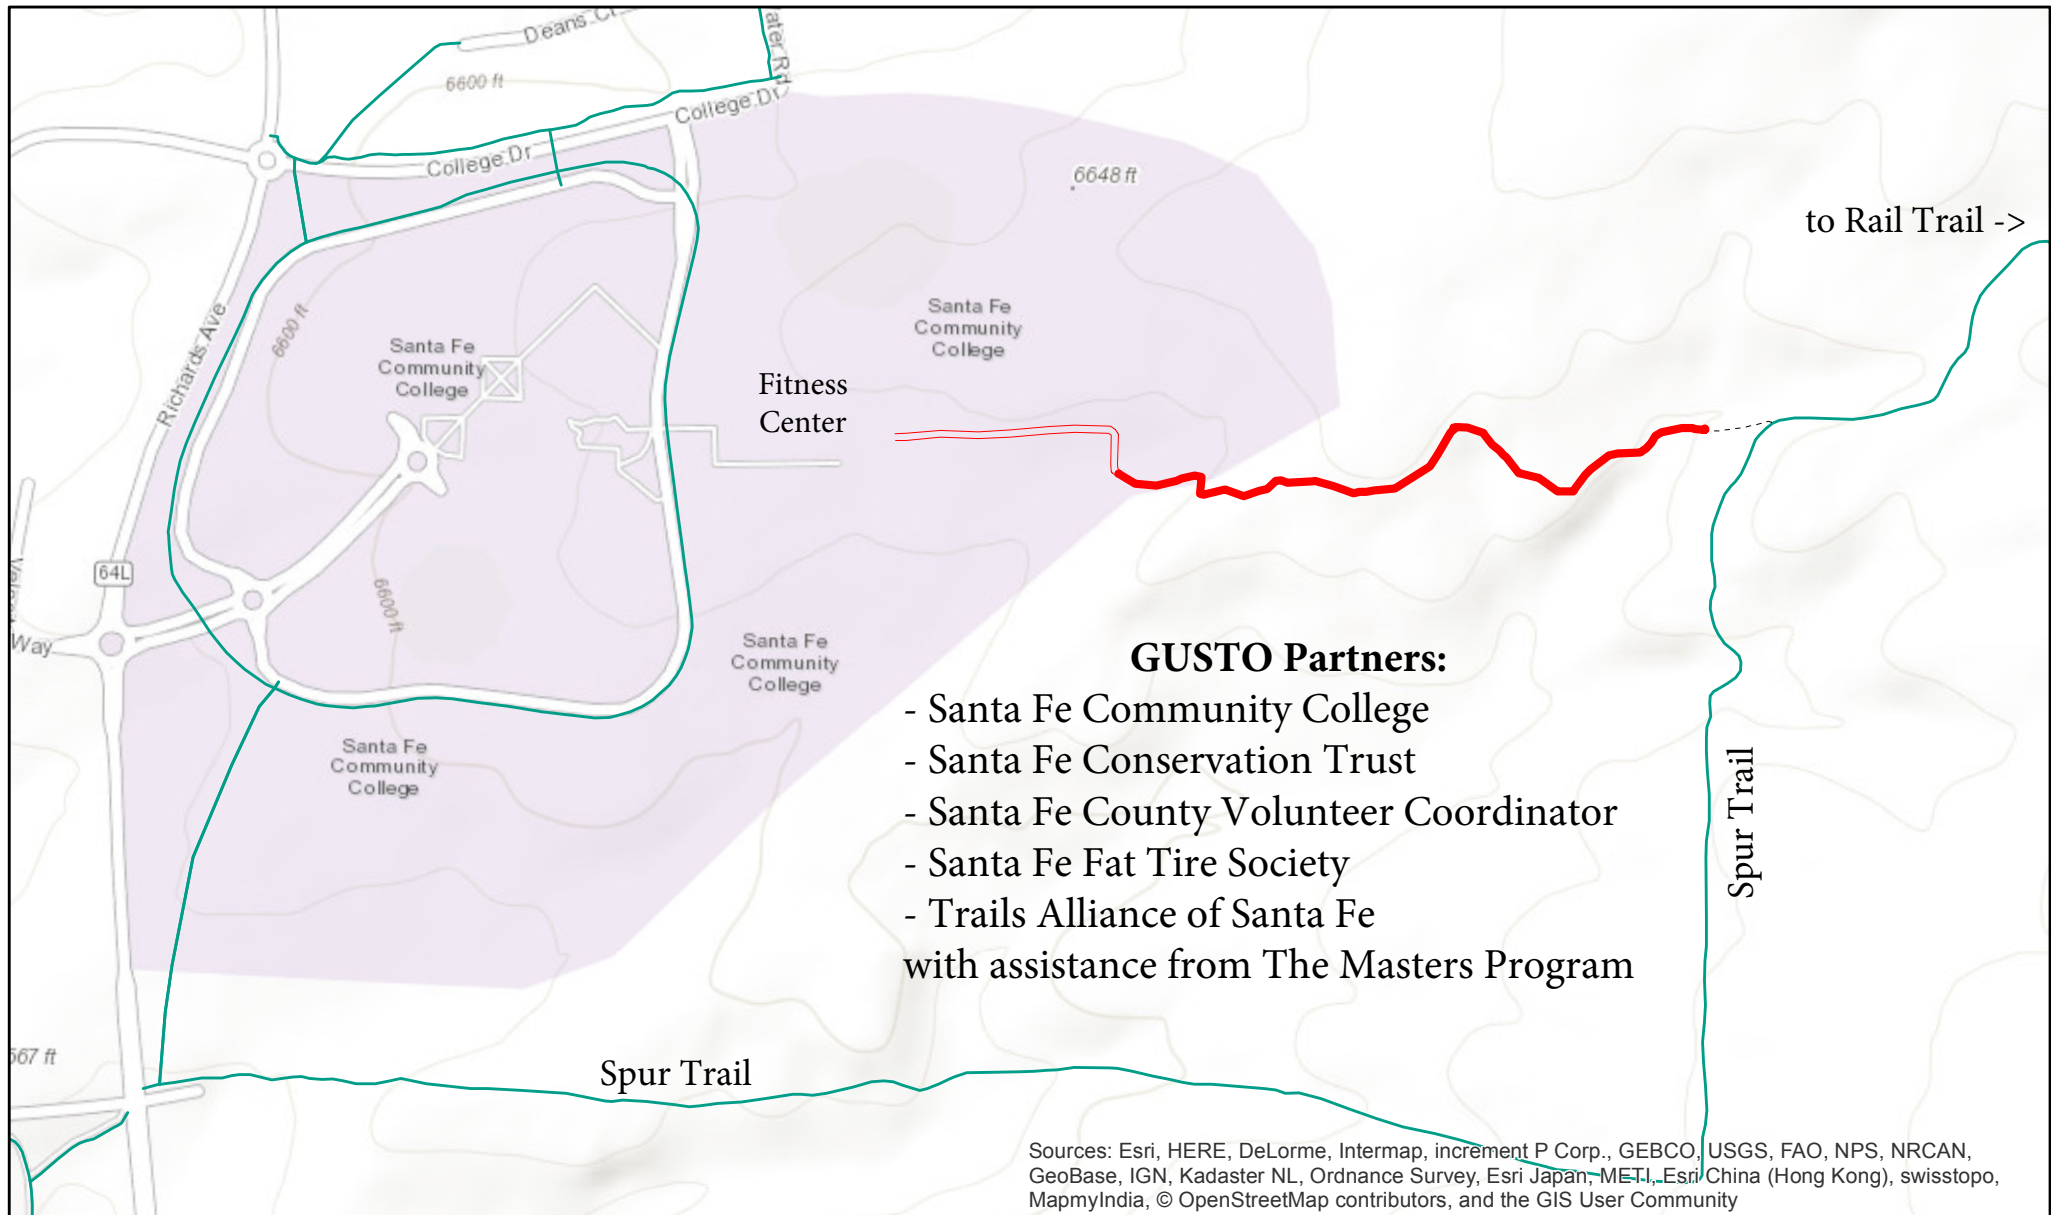 Deans Ct
6600 ft
ater Rd
College Dr
College Dr
6648 ft
to Rail Trail ->
Richards Ave
6600 ft
Santa Fe
Community
College
Santa Fe
Community
College
Fitness
Center
64L
6600 ft
Way
Santa Fe
Community
College
Santa Fe
Community
College
GUSTO Partners:
- Santa Fe Community College
- Santa Fe Conservation Trust
- Santa Fe County Volunteer Coordinator
- Santa Fe Fat Tire Society
- Trails Alliance of Santa Fe
with assistance from The Masters Program
Spur Trail
567 ft
Spur Trail
Sources: Esri, HERE, DeLorme, Intermap, increment P Corp., GEBCO, USGS, FAO, NPS, NRCAN,
GeoBase, IGN, Kadaster NL, Ordnance Survey, Esri Japan, METI, Esri China (Hong Kong), swisstopo,
MapmyIndia, © OpenStreetMap contributors, and the GIS User Community